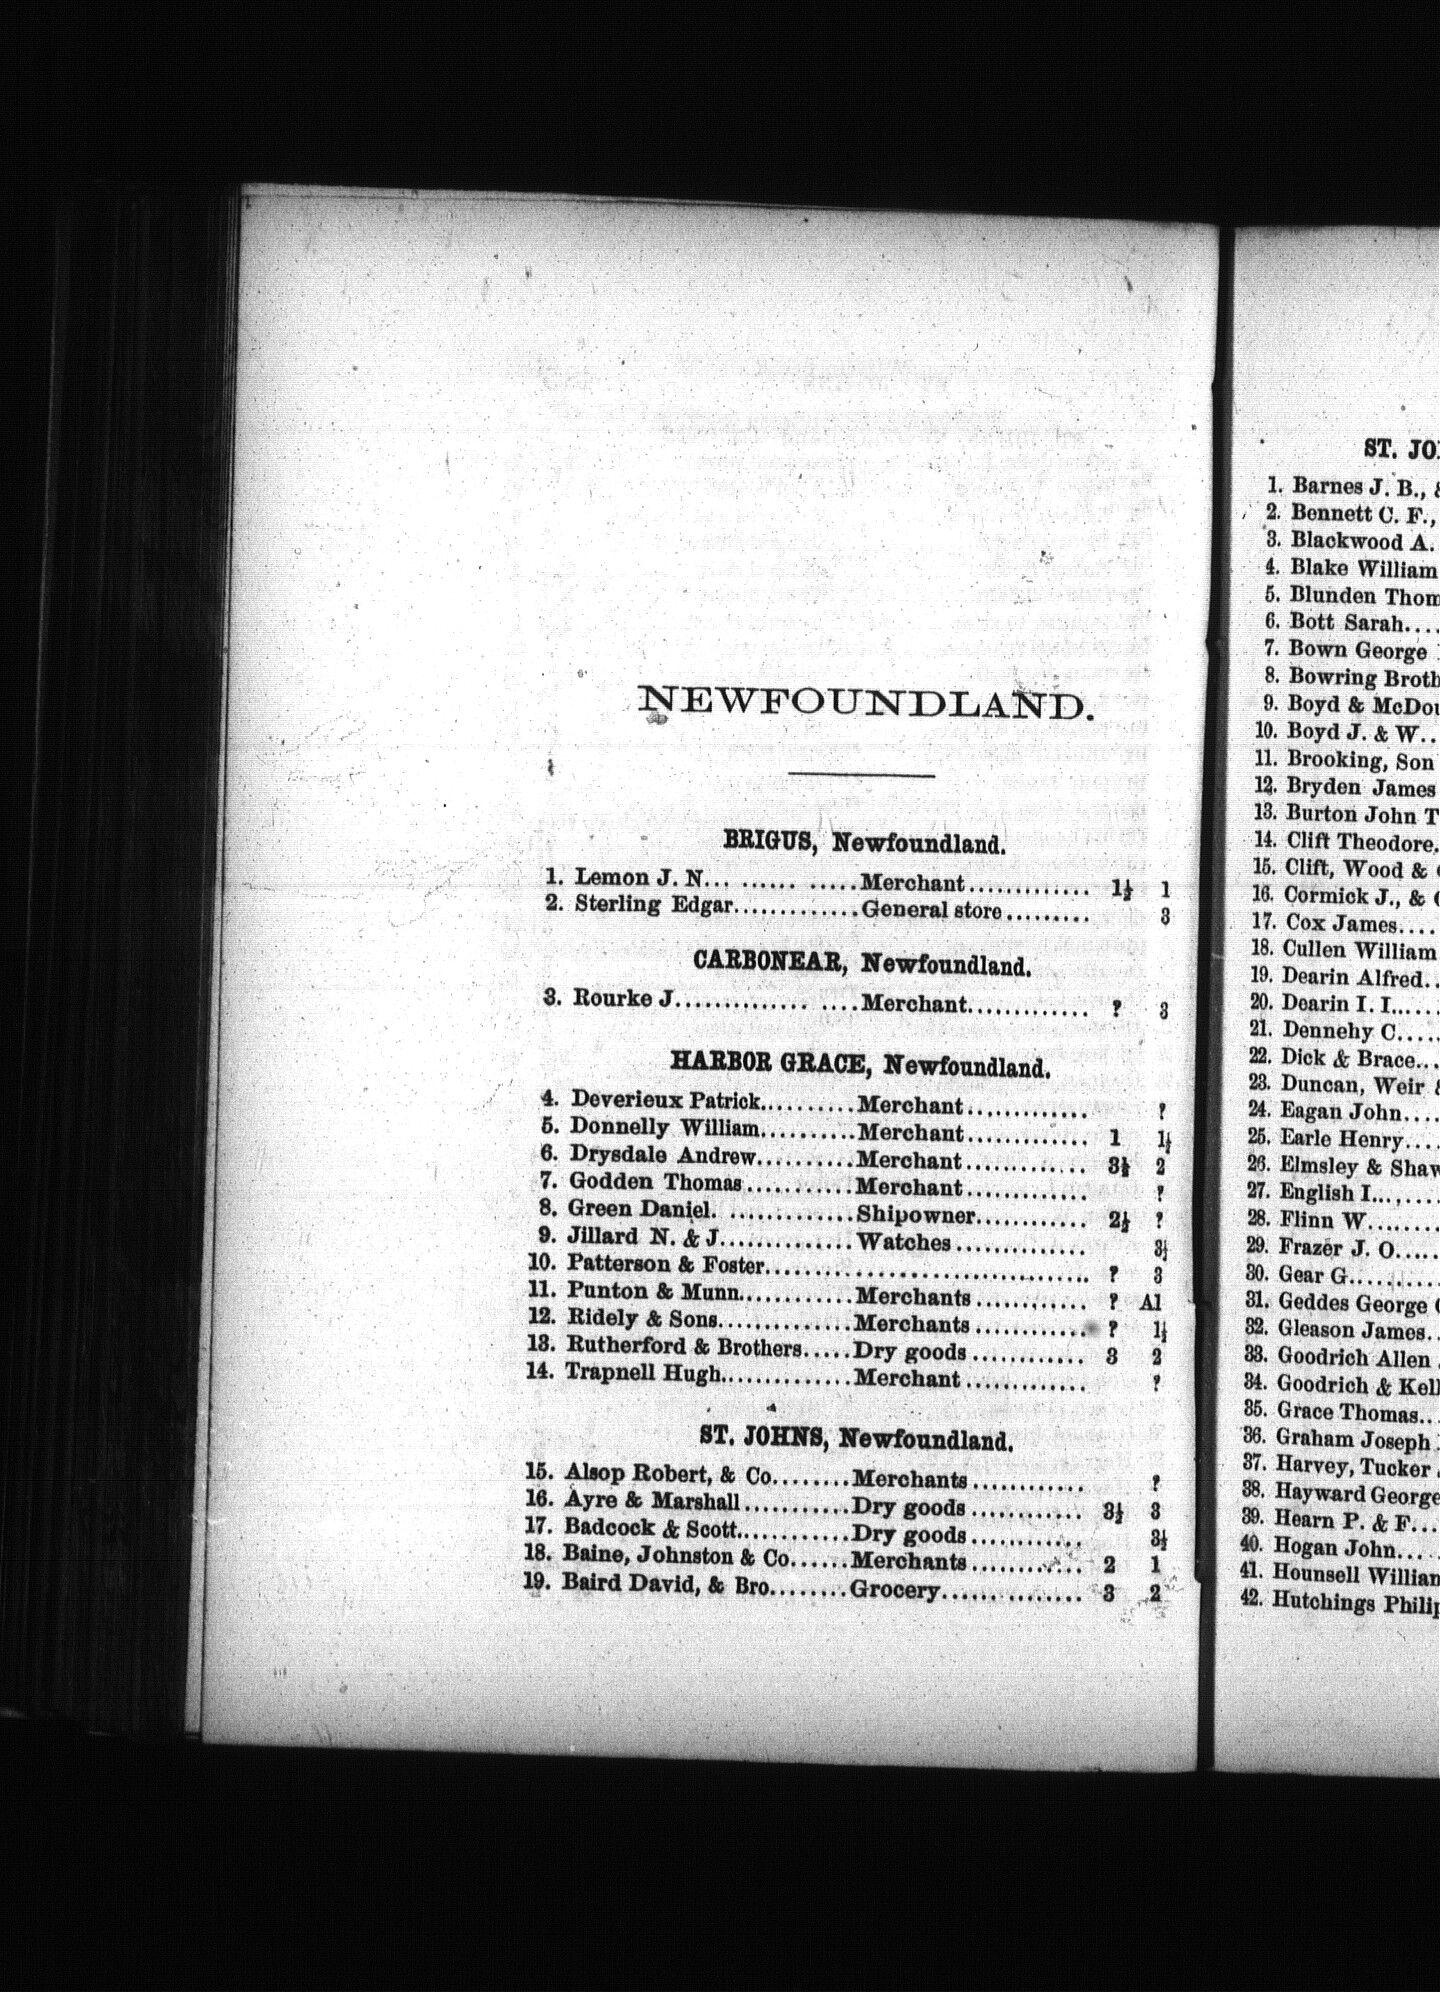 NEWFOUNDLAND.
BRIGUS, Newfoundland.
1. Lemon J. N... ...... .....Merchant............. 1½ 1
2. Sterling Edgar.............General store......... 3
CARBONEAR, Newfoundland.
3. Rourke J.............. ....Merchant............. ? 3
HARBOR GRACE, Newfoundland.
4. Deverieux Patrick..........Merchant............. ?
5. Donnelly William..........Merchant............. 1 1½
6. Drysdale Andrew..........Merchant............. 3½ 2
7. Godden Thomas...........Merchant............. ?
8. Green Daniel. .............Shipowner............ 2½ ?
9. Jillard N. & J..............Watches.............. 3½
10. Patterson & Foster.................................. ? 3
11. Punton & Munn...........Merchants............ ? A1
12. Ridely & Sons.............Merchants............ ? 1½
13. Rutherford & Brothers.....Dry goods............ 3 2
14. Trapnell Hugh.............Merchant............. ?
ST. JOHNS, Newfoundland.
15. Alsop Robert, & Co........Merchants............ ?
16. Ayre & Marshall...........Dry goods............ 3½ 3
17. Badcock & Scott...........Dry goods............ 3½
18. Baine, Johnston & Co......Merchants............ 2 1
19. Baird David, & Bro........Grocery...... ........ 3 2
ST. JO
1. Barnes J. B., &
2. Bennett C. F.,
3. Blackwood A.
4. Blake William
5. Blunden Thom
6. Bott Sarah....
7. Bown George
8. Bowring Broth
9. Boyd & McDou
10. Boyd J. & W..
11. Brooking, Son
12. Bryden James
13. Burton John T
14. Clift Theodore.
15. Clift, Wood & C
16. Cormick J., & C
17. Cox James....
18. Cullen William
19. Dearin Alfred..
20. Dearin I. I......
21. Dennehy C....
22. Dick & Brace...
23. Duncan, Weir &
24. Eagan John....
25. Earle Henry....
26. Elmsley & Shaw
27. English I........
28. Flinn W........
29. Frazer J. O.....
30. Gear G..........
31. Geddes George
32. Gleason James..
33. Goodrich Allen
34. Goodrich & Kell
35. Grace Thomas...
36. Graham Joseph
37. Harvey, Tucker
38. Hayward George
39. Hearn P. & F...
40. Hogan John.....
41. Hounsell William
42. Hutchings Philip